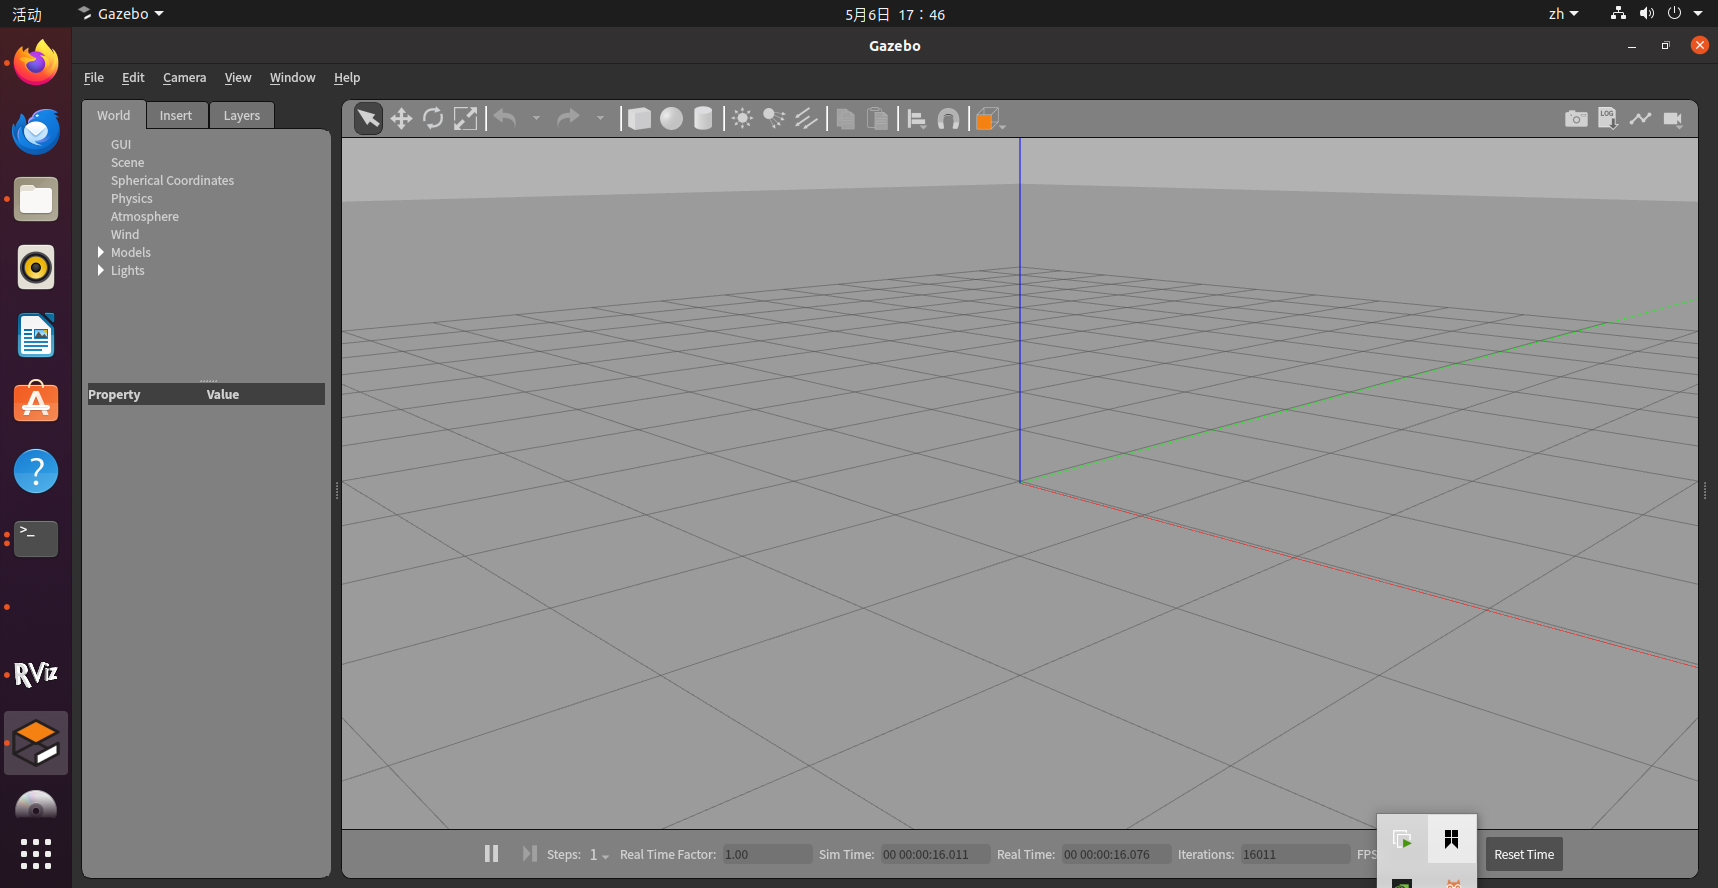 活动 Gazebo 5月6日 17：46 zh
Gazebo
File Edit Camera View Window Help
World Insert Layers
LOG
GUI
Scene
Spherical Coordinates
Physics
Atmosphere
Wind
Models
Lights
Property Value
?
>_
RViz
Steps: 1 Real Time Factor: 1.00 Sim Time: 00 00:00:16.011 Real Time: 00 00:00:16.076 Iterations: 16011 FPS Reset Time